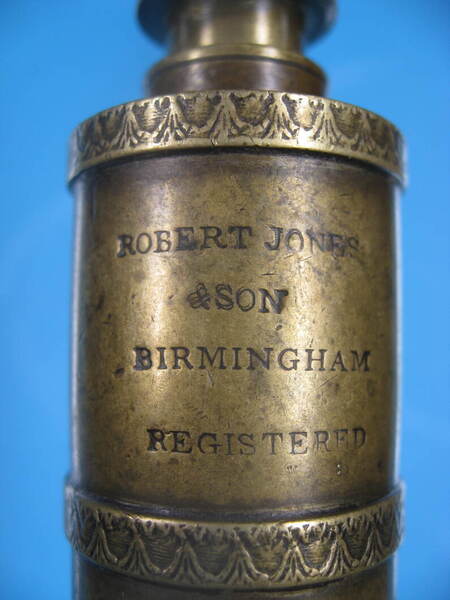 ROBERT JONES
&SON
BIRMINGHAM
REGISTERED